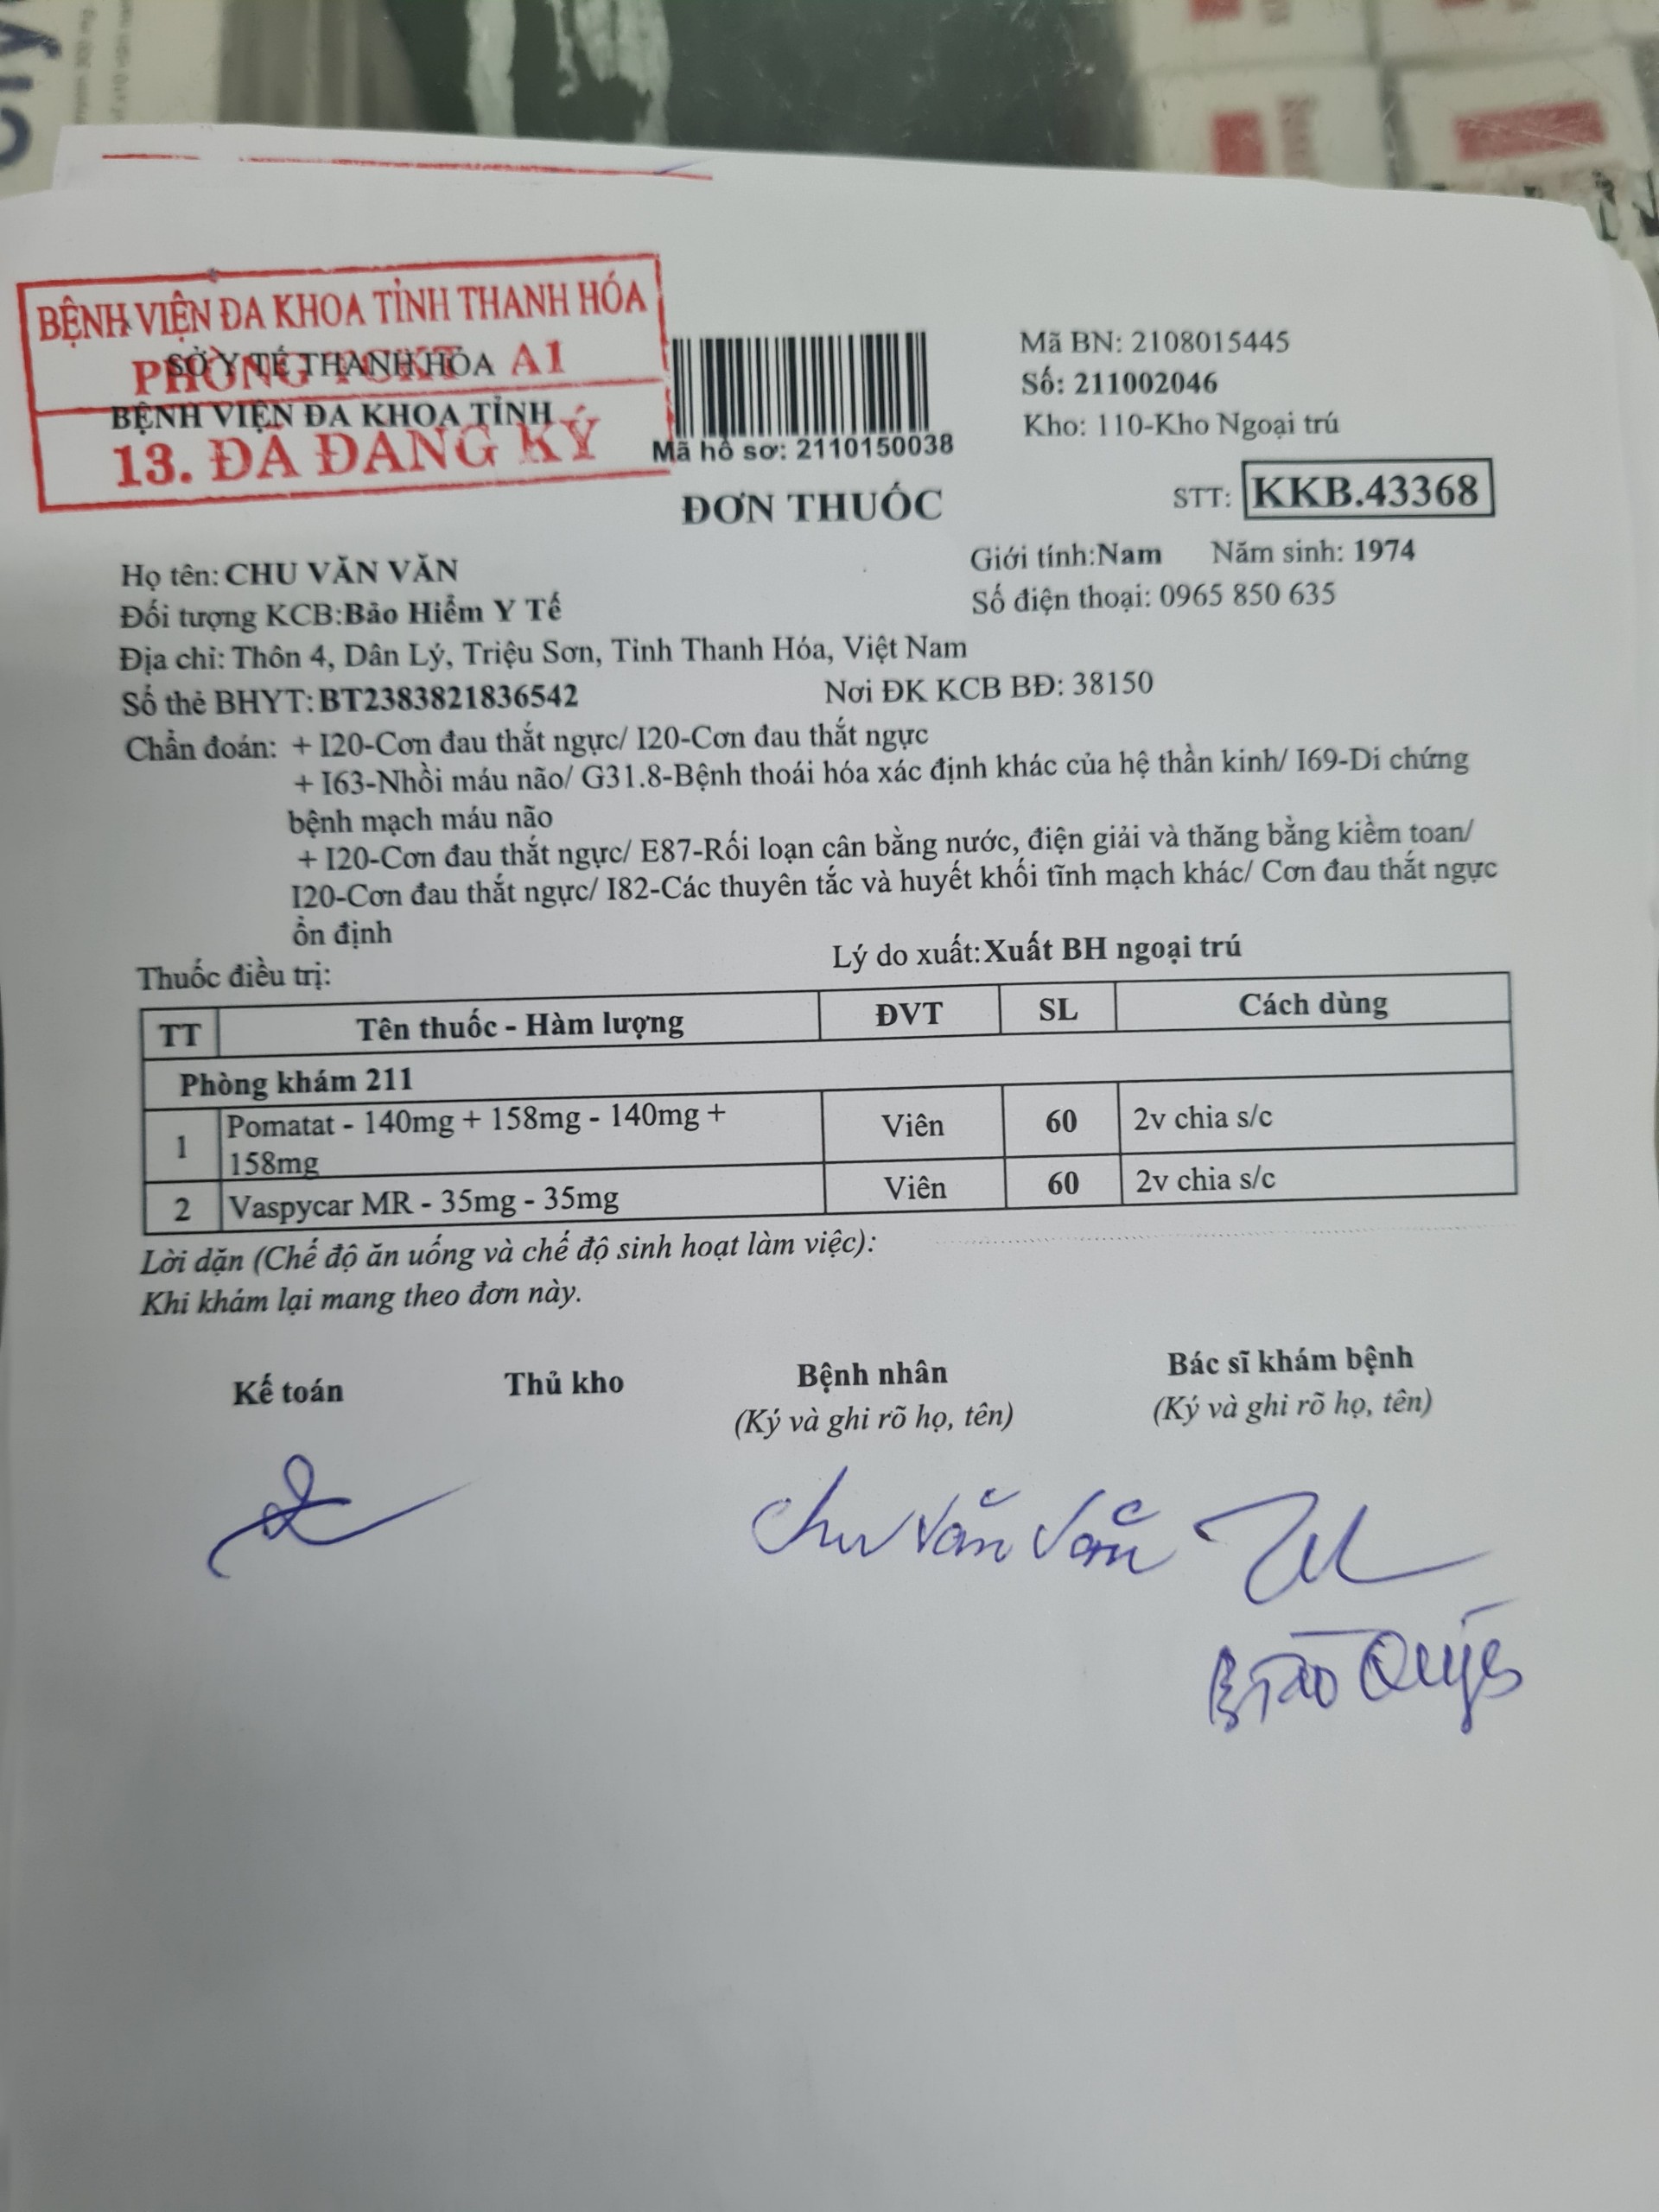 BỆNH VIỆN ĐA KHOA TỈNH THANH HÓA
PHÒNG A1
SỞ Y TẾ THANH HÓA
BỆNH VIỆN ĐA KHOA TỈNH
13. ĐÃ ĐĂNG KÝ
Mã hồ sơ: 2110150038
Mã BN: 2108015445
Số: 211002046
Kho: 110-Kho Ngoại trú
ĐƠN THUỐC
STT: KKB.43368
Họ tên: CHU VĂN VĂN Giới tính:Nam Năm sinh: 1974
Đối tượng KCB:Bảo Hiểm Y Tế Số điện thoại: 0965 850 635
Địa chỉ: Thôn 4, Dân Lý, Triệu Sơn, Tỉnh Thanh Hóa, Việt Nam
Số thẻ BHYT: BT2383821836542 Nơi ĐK KCB BĐ: 38150
Chẩn đoán: + I20-Cơn đau thắt ngực/ I20-Cơn đau thắt ngực
+ I63-Nhồi máu não/ G31.8-Bệnh thoái hóa xác định khác của hệ thần kinh/ I69-Di chứng
bệnh mạch máu não
+ I20-Cơn đau thắt ngực/ E87-Rối loạn cân bằng nước, điện giải và thăng bằng kiềm toan/
I20-Cơn đau thắt ngực/ I82-Các thuyên tắc và huyết khối tĩnh mạch khác/ Cơn đau thắt ngực
ổn định
Thuốc điều trị: Lý do xuất:Xuất BH ngoại trú
TT Tên thuốc - Hàm lượng ĐVT SL Cách dùng
Phòng khám 211
1 Pomatat - 140mg + 158mg - 140mg + Viên 60 2v chia s/c
158mg
2 Vaspycar MR - 35mg - 35mg Viên 60 2v chia s/c
Lời dặn (Chế độ ăn uống và chế độ sinh hoạt làm việc):
Khi khám lại mang theo đơn này.
Kế toán Thủ kho Bệnh nhân Bác sĩ khám bệnh
(Ký và ghi rõ họ, tên) (Ký và ghi rõ họ, tên)
Chu Văn Văn